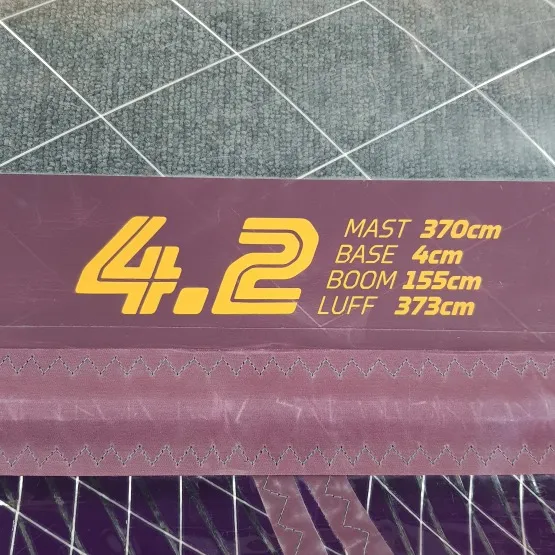 4.2
MAST 370cm
BASE 4cm
BOOM 155cm
LUFF 373cm